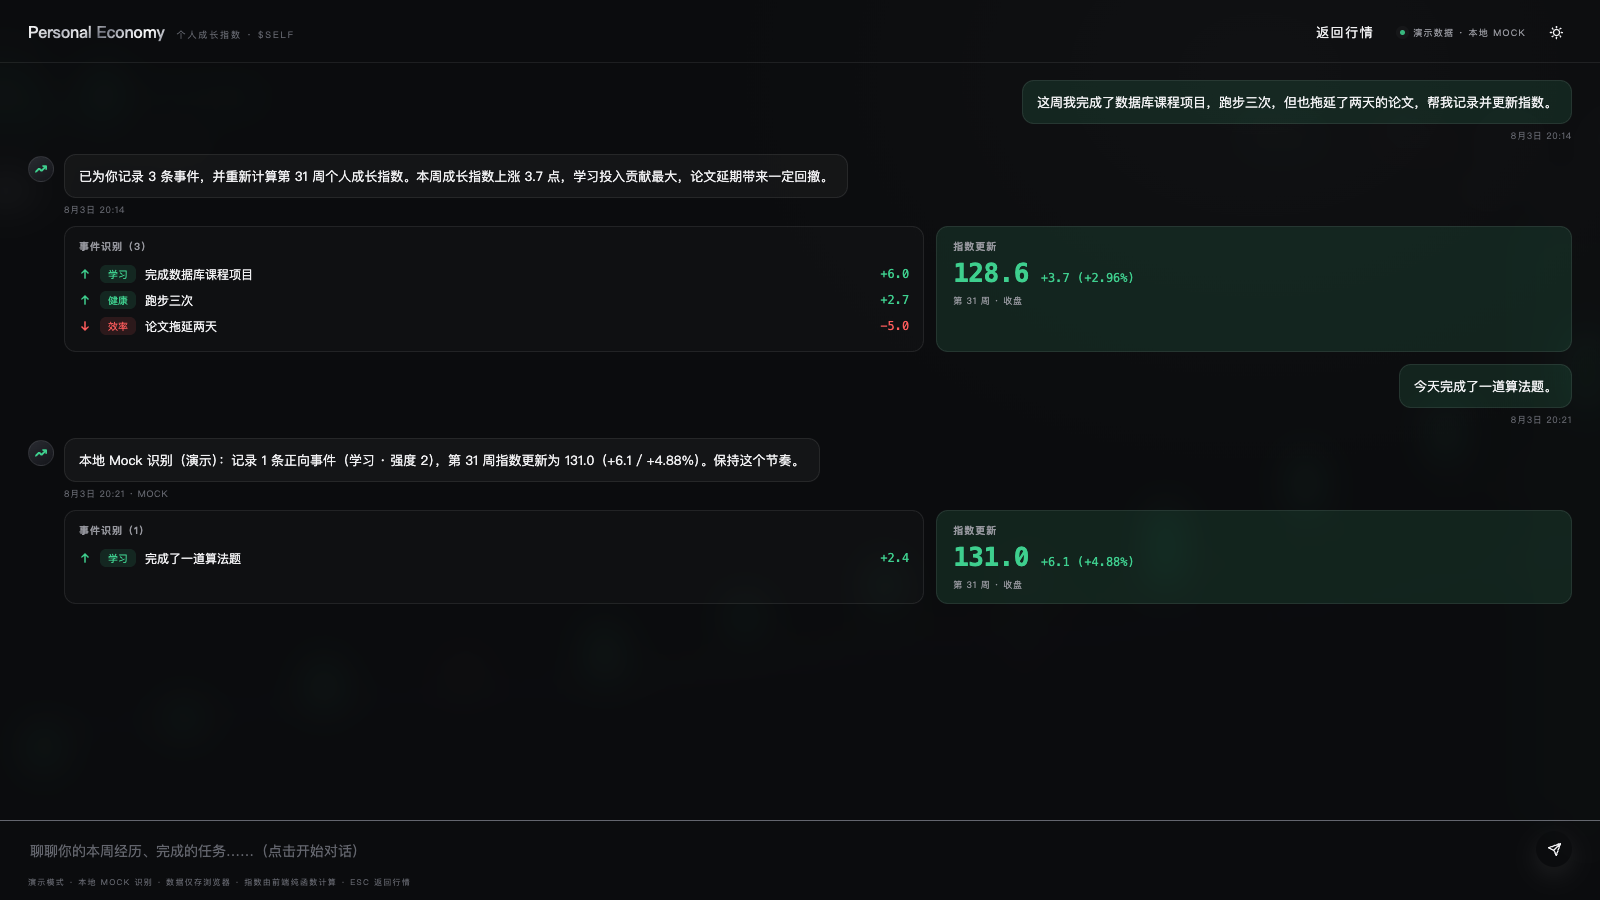 Personal Economy 个人成长指数 · $SELF
返回行情 演示数据 · 本地 MOCK
这周我完成了数据库课程项目，跑步三次，但也拖延了两天的论文，帮我记录并更新指数。
8月3日 20:14
已为你记录 3 条事件，并重新计算第 31 周个人成长指数。本周成长指数上涨 3.7 点，学习投入贡献最大，论文延期带来一定回撤。
8月3日 20:14
事件识别（3）
↑ 学习 完成数据库课程项目 +6.0
↑ 健康 跑步三次 +2.7
↓ 效率 论文拖延两天 −5.0
指数更新
128.6 +3.7 (+2.96%)
第 31 周 · 收盘
今天完成了一道算法题。
8月3日 20:21
本地 Mock 识别（演示）：记录 1 条正向事件（学习 · 强度 2），第 31 周指数更新为 131.0（+6.1 / +4.88%）。保持这个节奏。
8月3日 20:21 · MOCK
事件识别（1）
↑ 学习 完成了一道算法题 +2.4
指数更新
131.0 +6.1 (+4.88%)
第 31 周 · 收盘
聊聊你的本周经历、完成的任务……（点击开始对话）
演示模式 · 本地 MOCK 识别 · 数据仅存浏览器 · 指数由前端纯函数计算 · ESC 返回行情